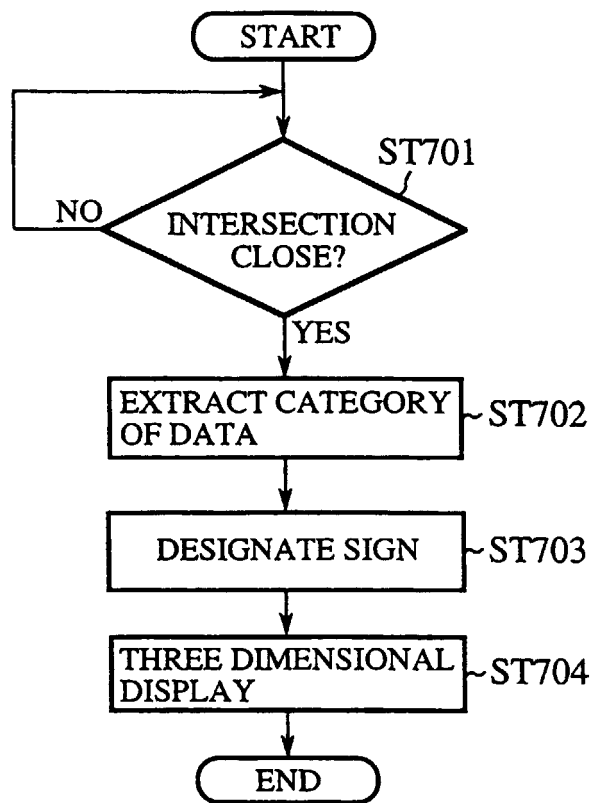 START
ST701
NO
INTERSECTION
CLOSE?
YES
EXTRACT CATEGORY
OF DATA
ST702
DESIGNATE SIGN
ST703
THREE DIMENSIONAL
DISPLAY
ST704
END